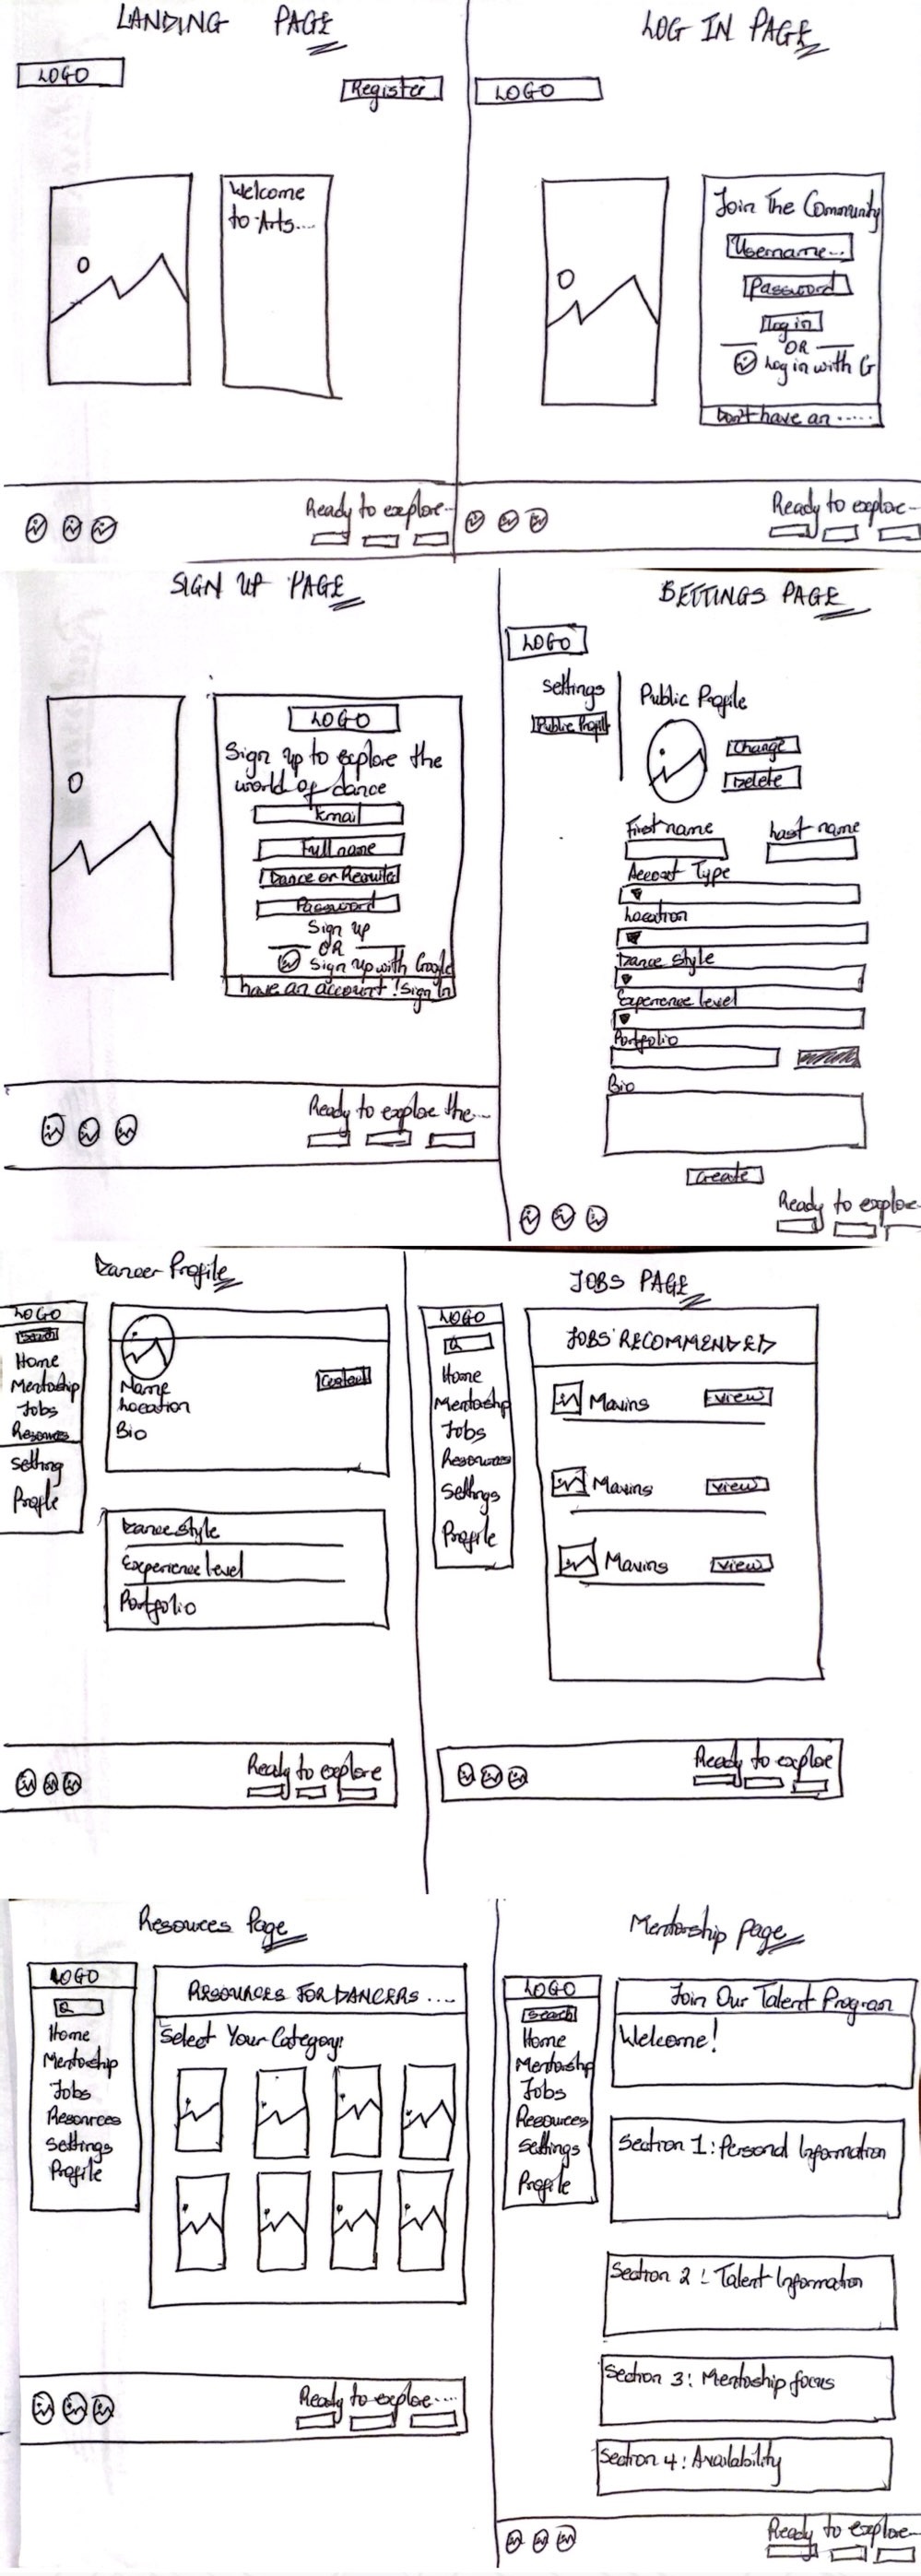 LANDING PAGE
LOGO
Register
Welcome
to Arts....
Ready to explore--
LOG IN PAGE
LOGO
Join The Community
Username...
Password
Log in
OR
Log in with G
Don't have an .....
Ready to explore--
SIGN UP PAGE
LOGO
Sign up to explore the
world of dance
Email
Full name
Dance or Recruited
Password
Sign up
OR
Sign up with Google
have an account? Sign In
Ready to explore the...
SETTINGS PAGE
LOGO
Settings
Public Profile
Public Profile
Change
Delete
First name
Last name
Account Type
Location
Dance style
Experience level
Portfolio
Bio
Create
Ready to explore
Dancer Profile
LOGO
Search
Home
Mentorship
Jobs
Resources
Setting
Profile
Name
Location
Bio
Contact
Dance style
Experience level
Portfolio
Ready to explore
JOBS PAGE
LOGO
Home
Mentorship
Jobs
Resources
Settings
Profile
JOBS RECOMMENDED
Mavins
View
Mavins
View
Mavins
View
Ready to explore
Resources Page
LOGO
Home
Mentorship
Jobs
Resources
Settings
Profile
RESOURCES FOR DANCERS ....
Select Your Category!
Ready to explore....
Mentorship page
LOGO
Search
Home
Mentorship
Jobs
Resources
Settings
Profile
Join Our Talent Program
Welcome!
Section 1: Personal Information
Section 2: Talent Information
Section 3: Mentorship focus
Section 4: Availability
Ready to explore--